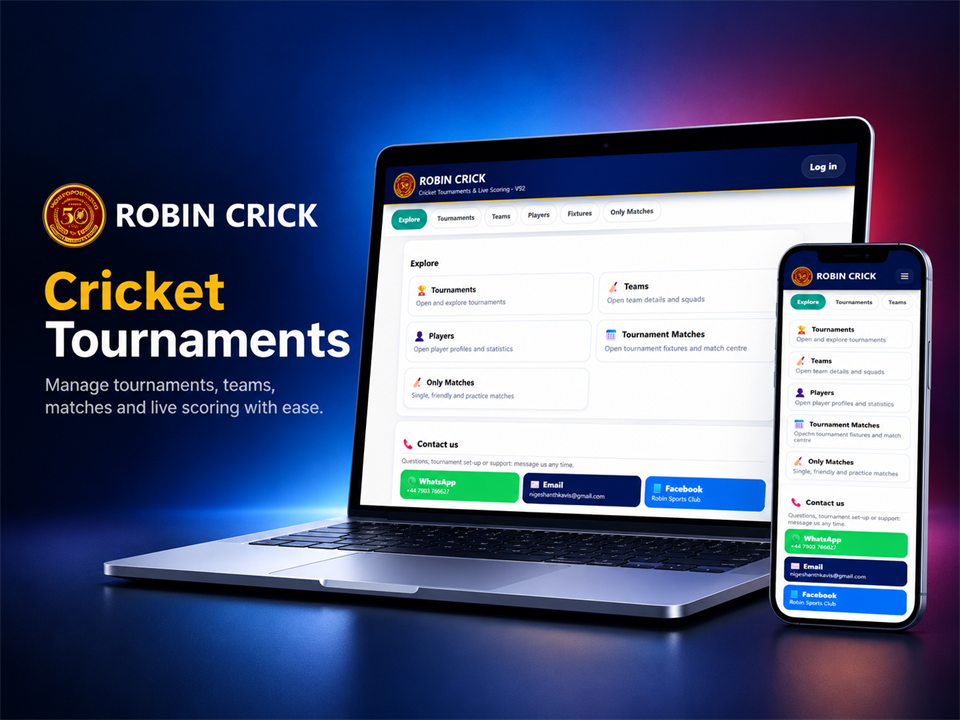 ROBIN CRICK
Cricket
Tournaments
Manage tournaments, teams,
matches and live scoring with ease.
ROBIN CRICK
Cricket Tournaments & Live Scoring - V92
Log in
Explore
Tournaments
Teams
Players
Fixtures
Only Matches
Explore
Tournaments
Open and explore tournaments
Teams
Open team details and squads
Players
Open player profiles and statistics
Tournament Matches
Open tournament fixtures and match centre
Only Matches
Single, friendly and practice matches
Contact us
Questions, tournament set-up or support: message us any time.
WhatsApp
+44 7903 766627
Email
nigeshanthkavis@gmail.com
Facebook
Robin Sports Club
ROBIN CRICK
Explore
Tournaments
Teams
Tournaments
Open and explore tournaments
Teams
Open team details and squads
Players
Open player profiles and statistics
Tournament Matches
tournament fixtures and match
centre
Only Matches
Single, friendly and practice matches
Contact us
Questions, tournament set-up or support:
message us any time.
WhatsApp
+44 7903 766627
Email
nigeshanthkavis@gmail.com
Facebook
Robin Sports Club